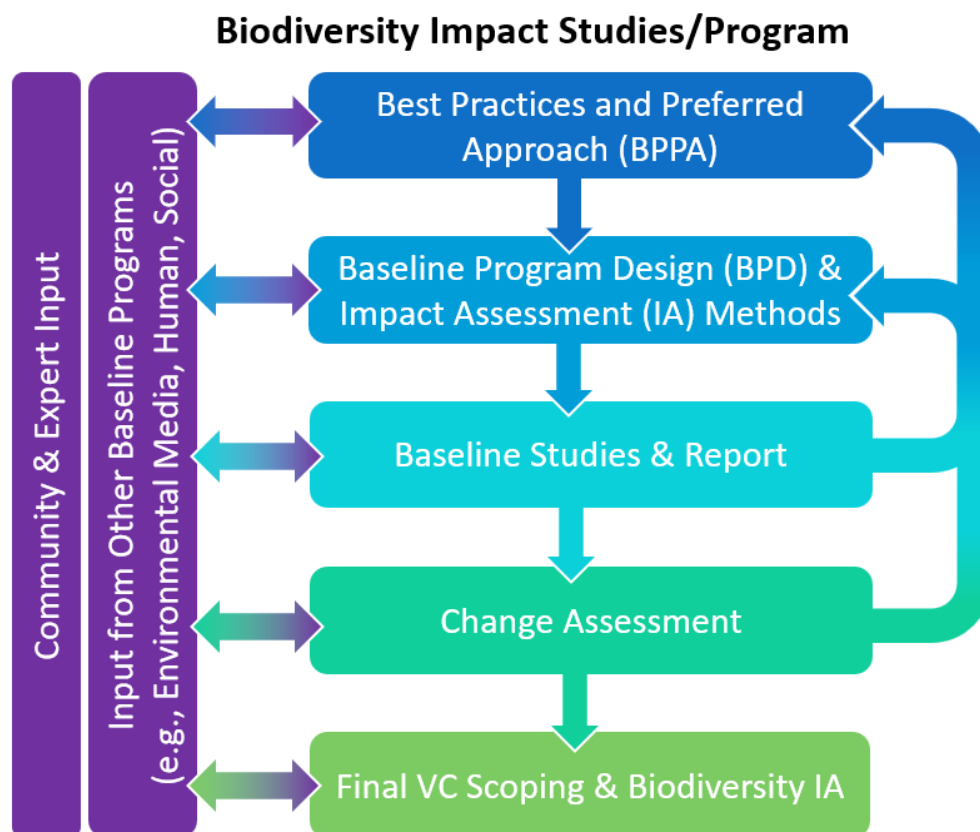 Biodiversity Impact Studies/Program
Community & Expert Input
Input from Other Baseline Programs
(e.g., Environmental Media, Human, Social)
Best Practices and Preferred
Approach (BPPA)
Baseline Program Design (BPD) &
Impact Assessment (IA) Methods
Baseline Studies & Report
Change Assessment
Final VC Scoping & Biodiversity IA